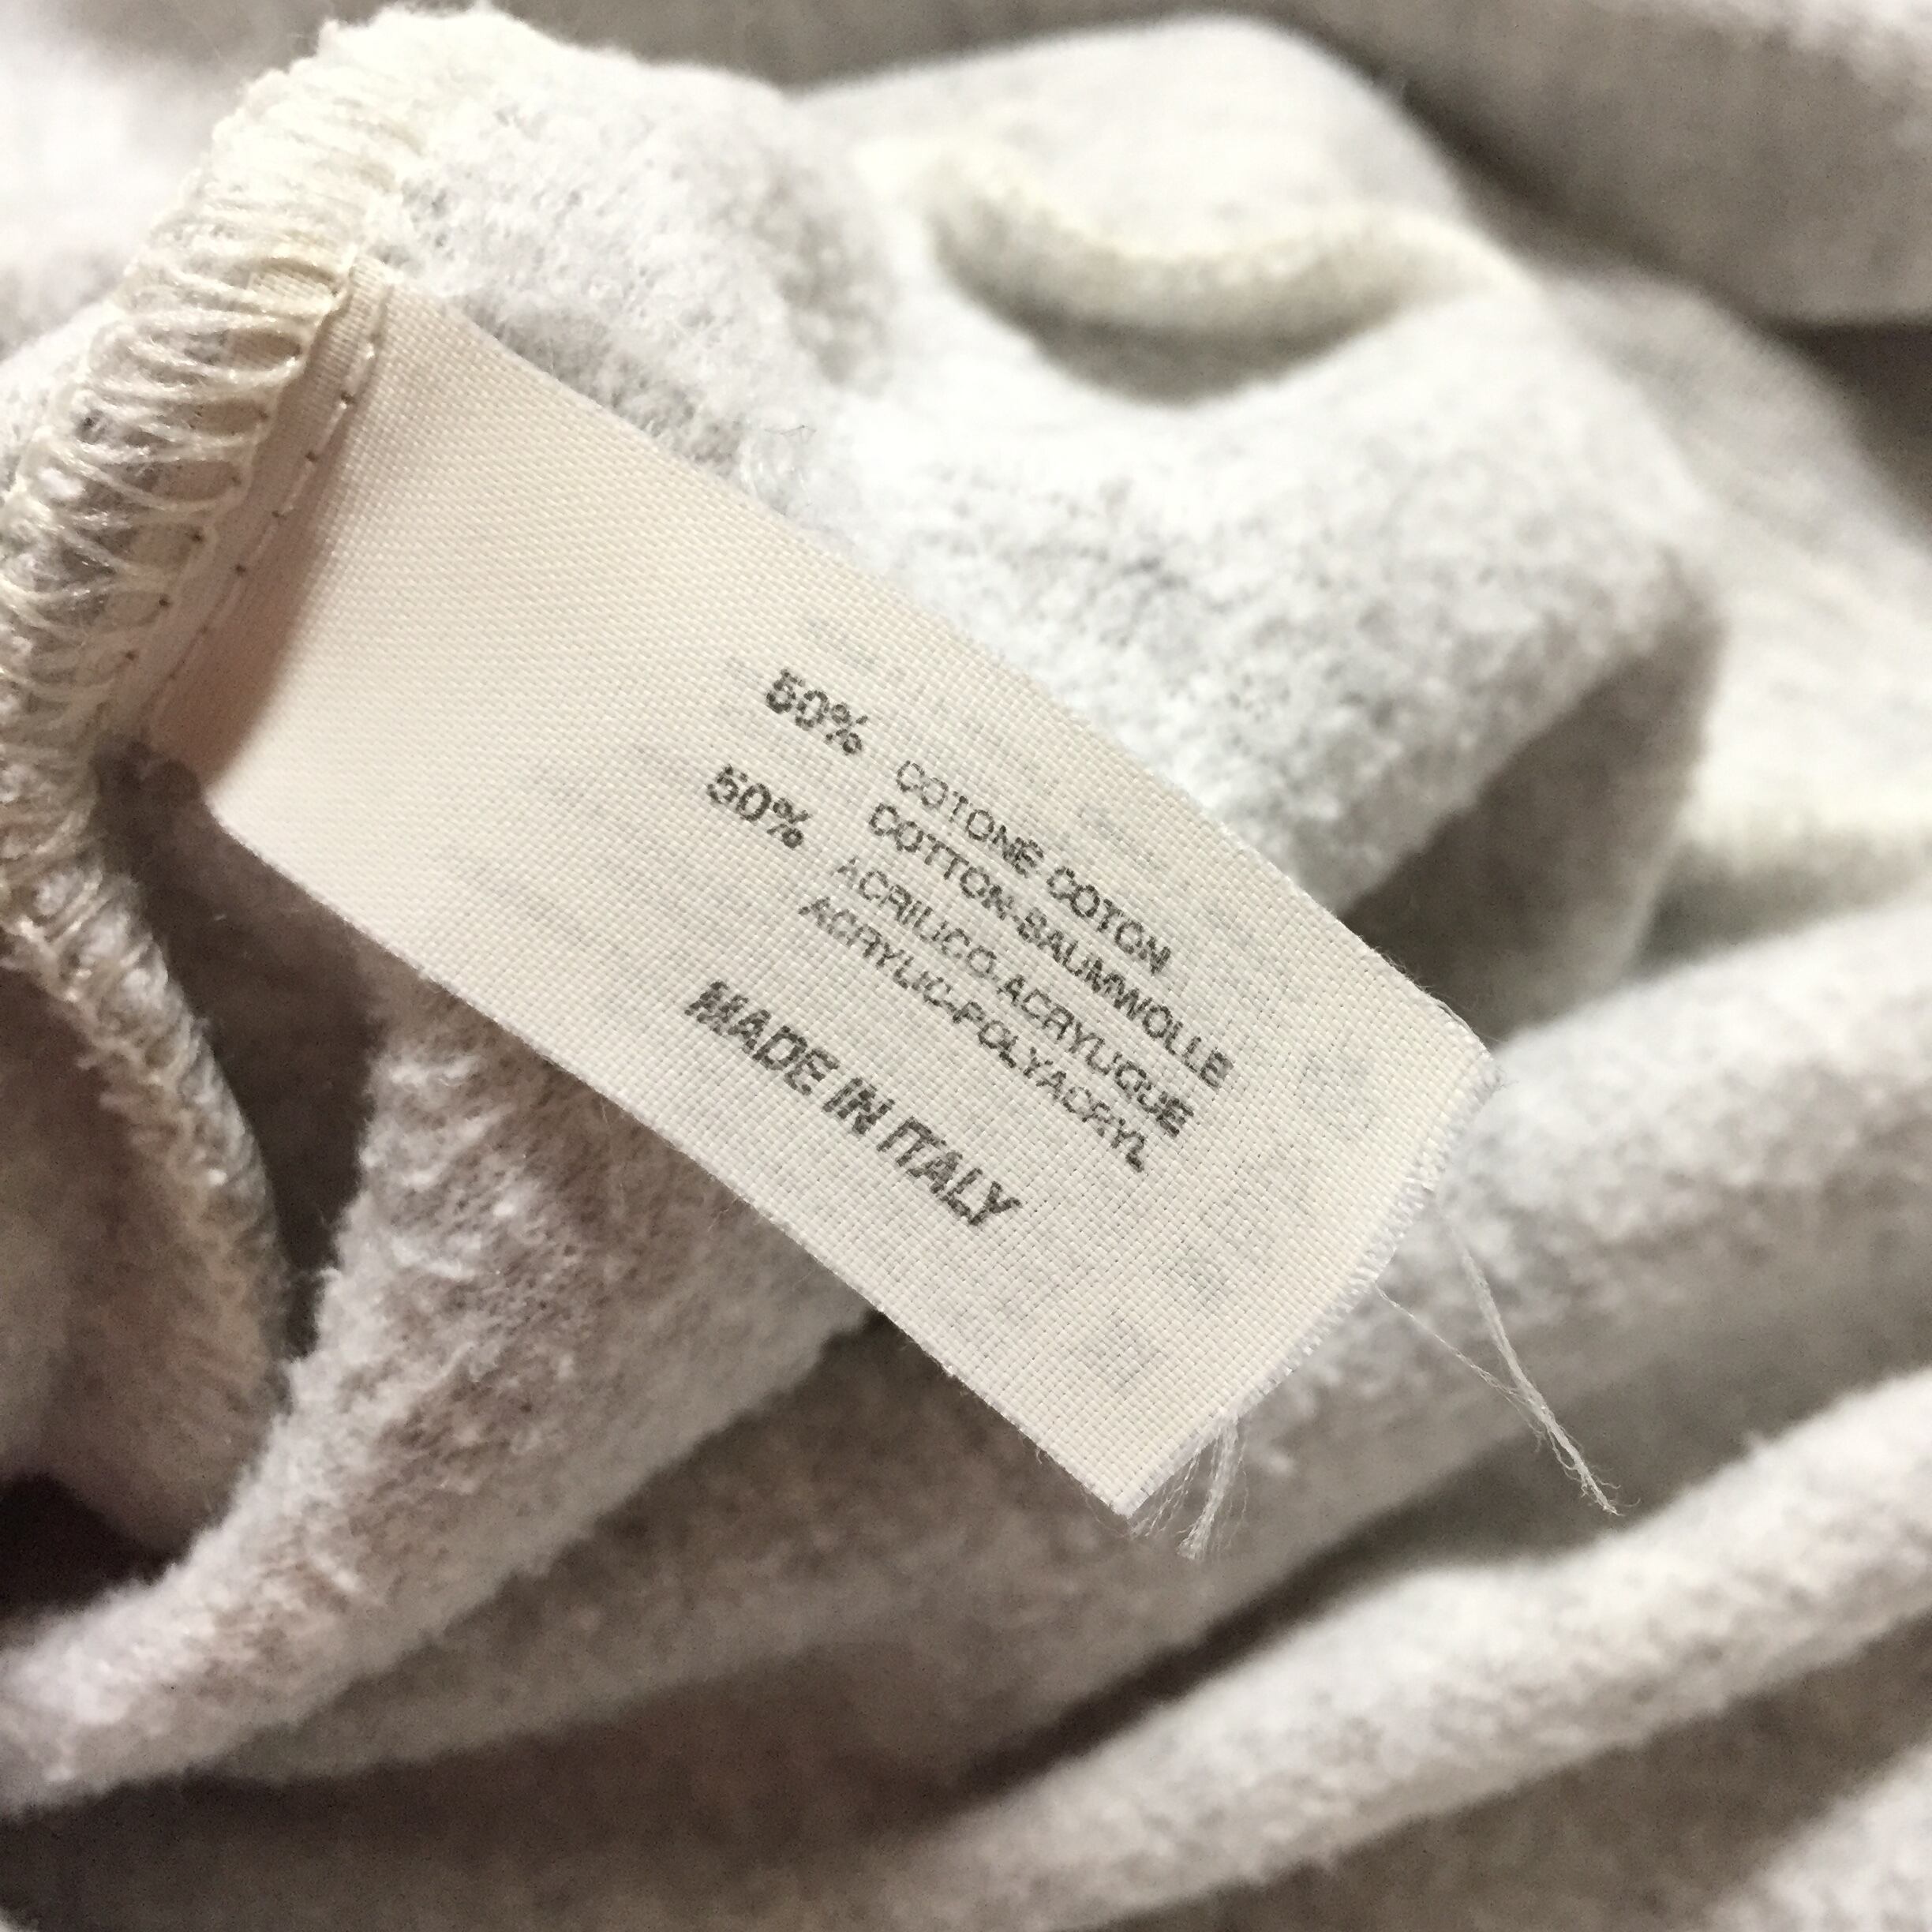 50% COTONE COTON
COTTON-BAUMWOLLE
50% ACRILICO-ACRYLIQUE
ACRYLIC-POLYACRYL
MADE IN ITALY